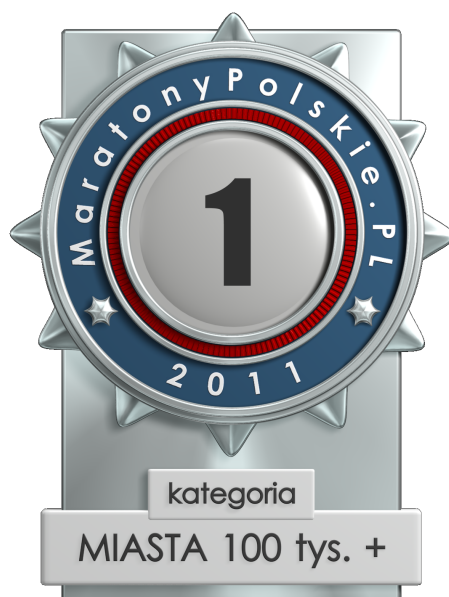 MaratonyPolskie.PL
1
2011
kategoria
MIASTA 100 tys. +